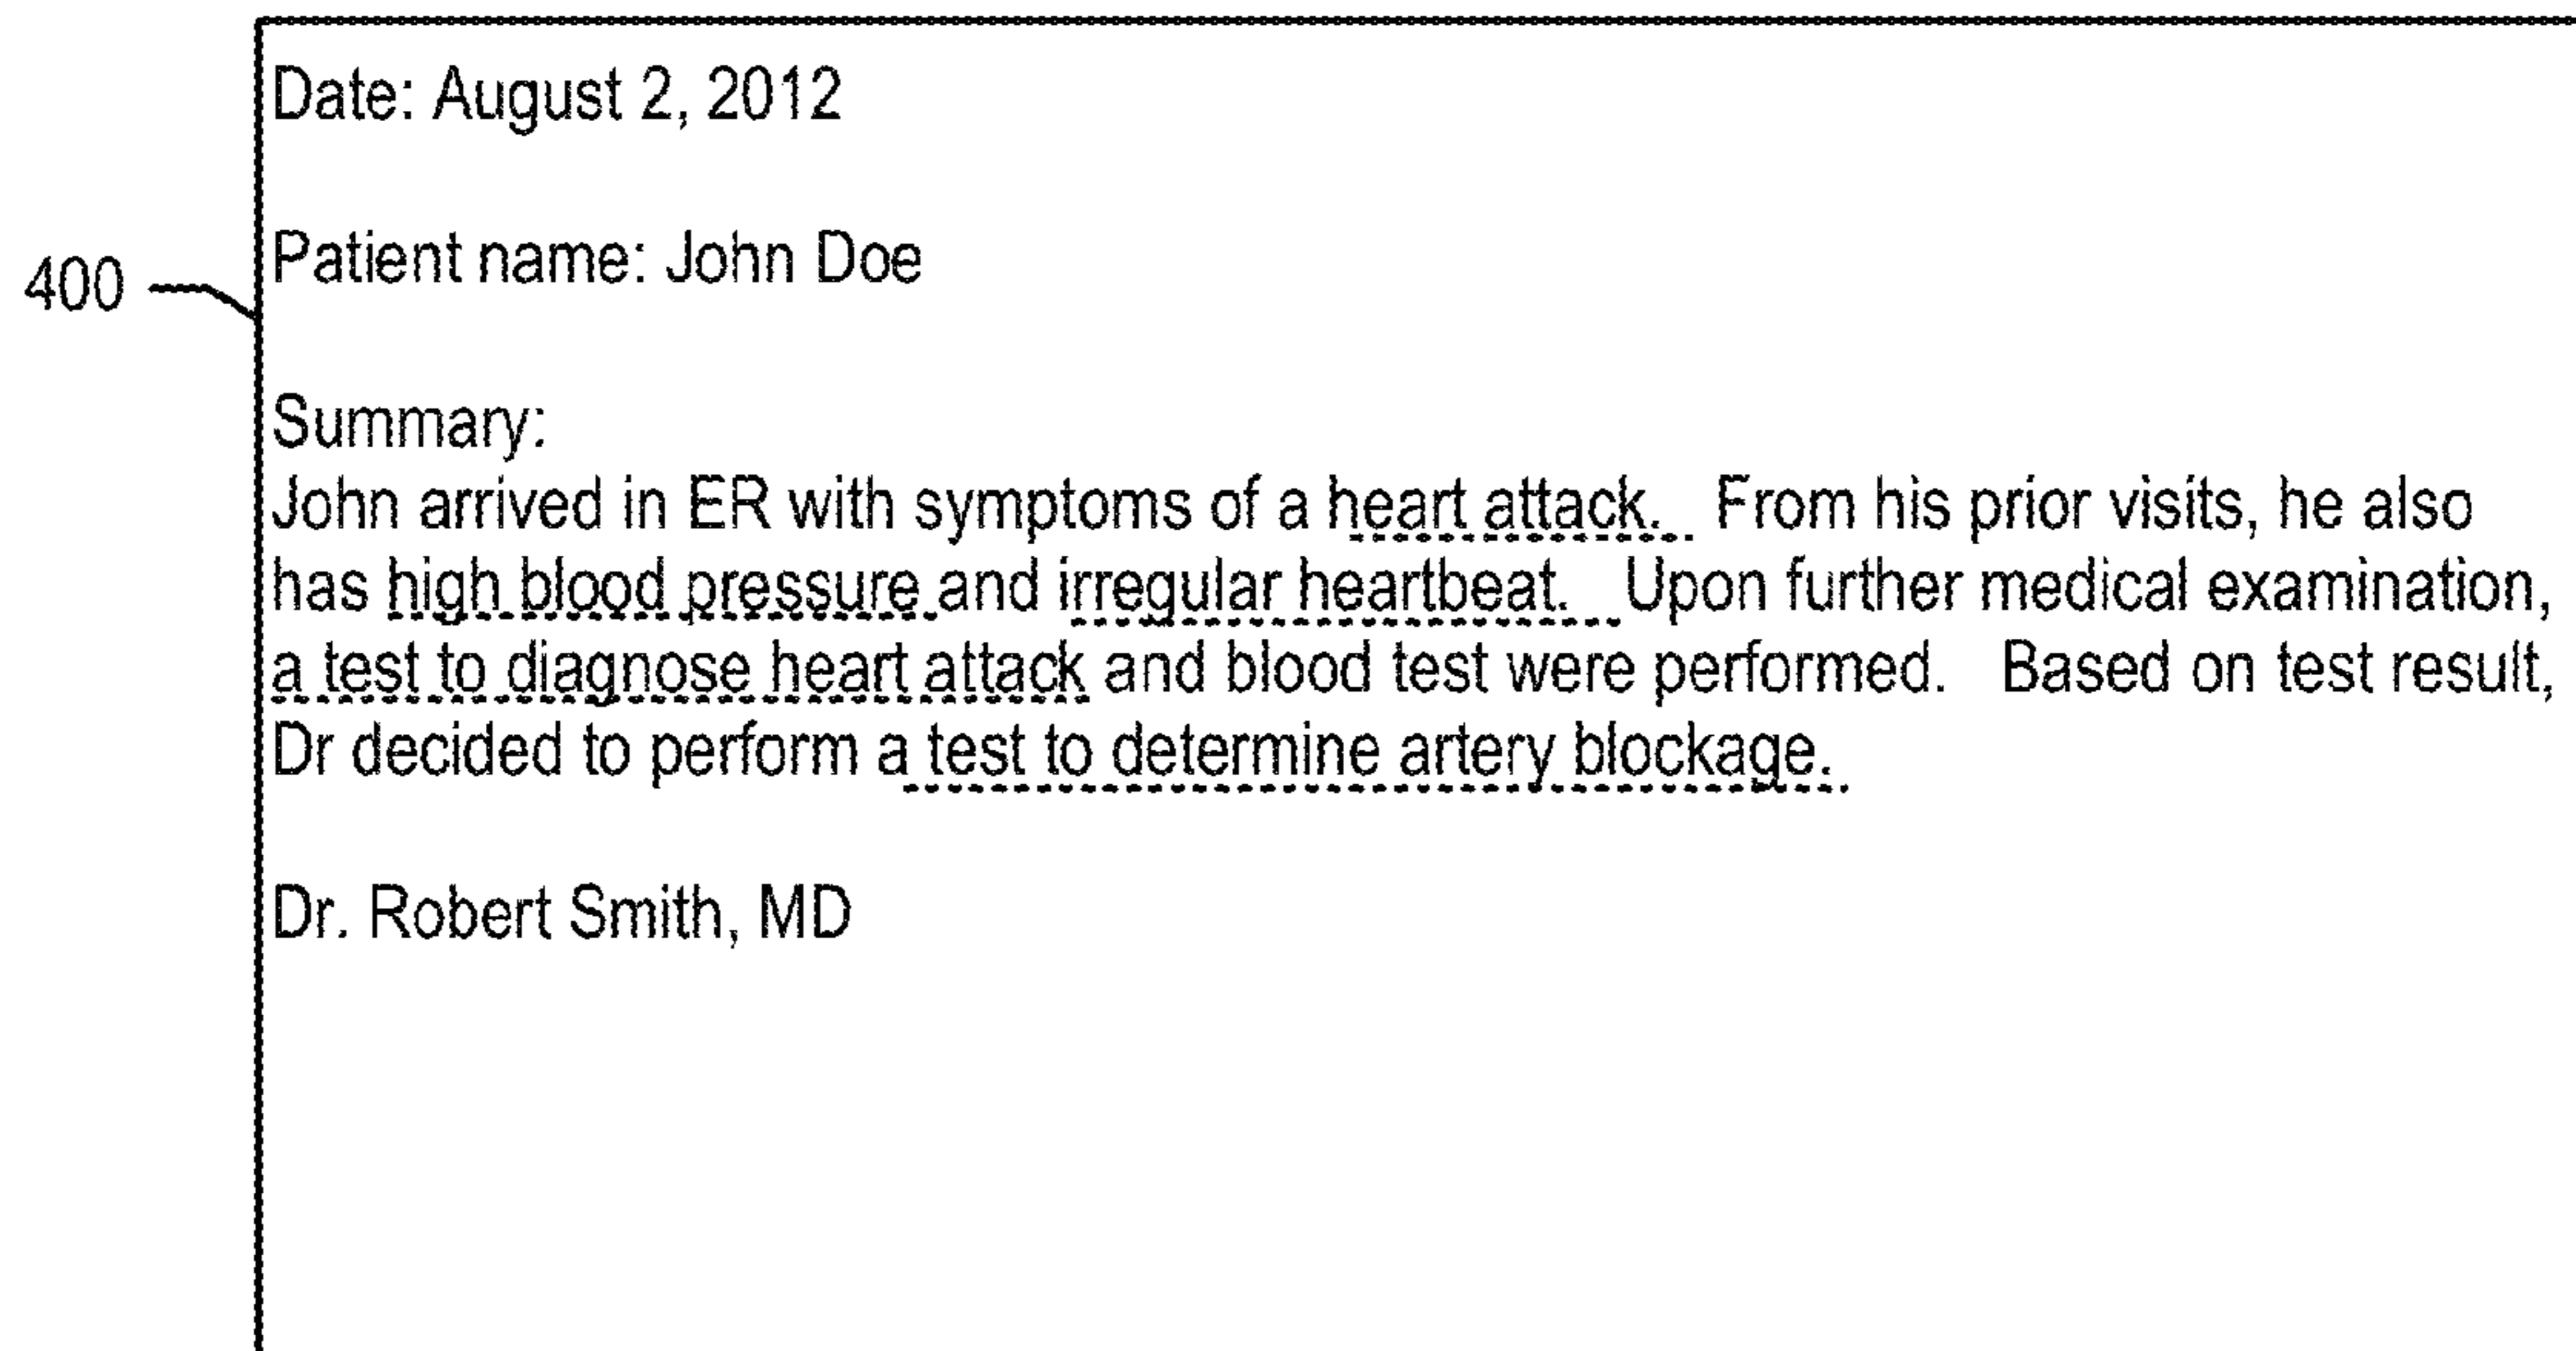 Date: August 2, 2012
Patient name: John Doe
400
Summary:
John arrived in ER with symptoms of a heart attack. From his prior visits, he also
has high blood pressure and irregular heartbeat. Upon further medical examination,
a test to diagnose heart attack and blood test were performed. Based on test result,
Dr decided to perform a test to determine artery blockage.
Dr. Robert Smith, MD